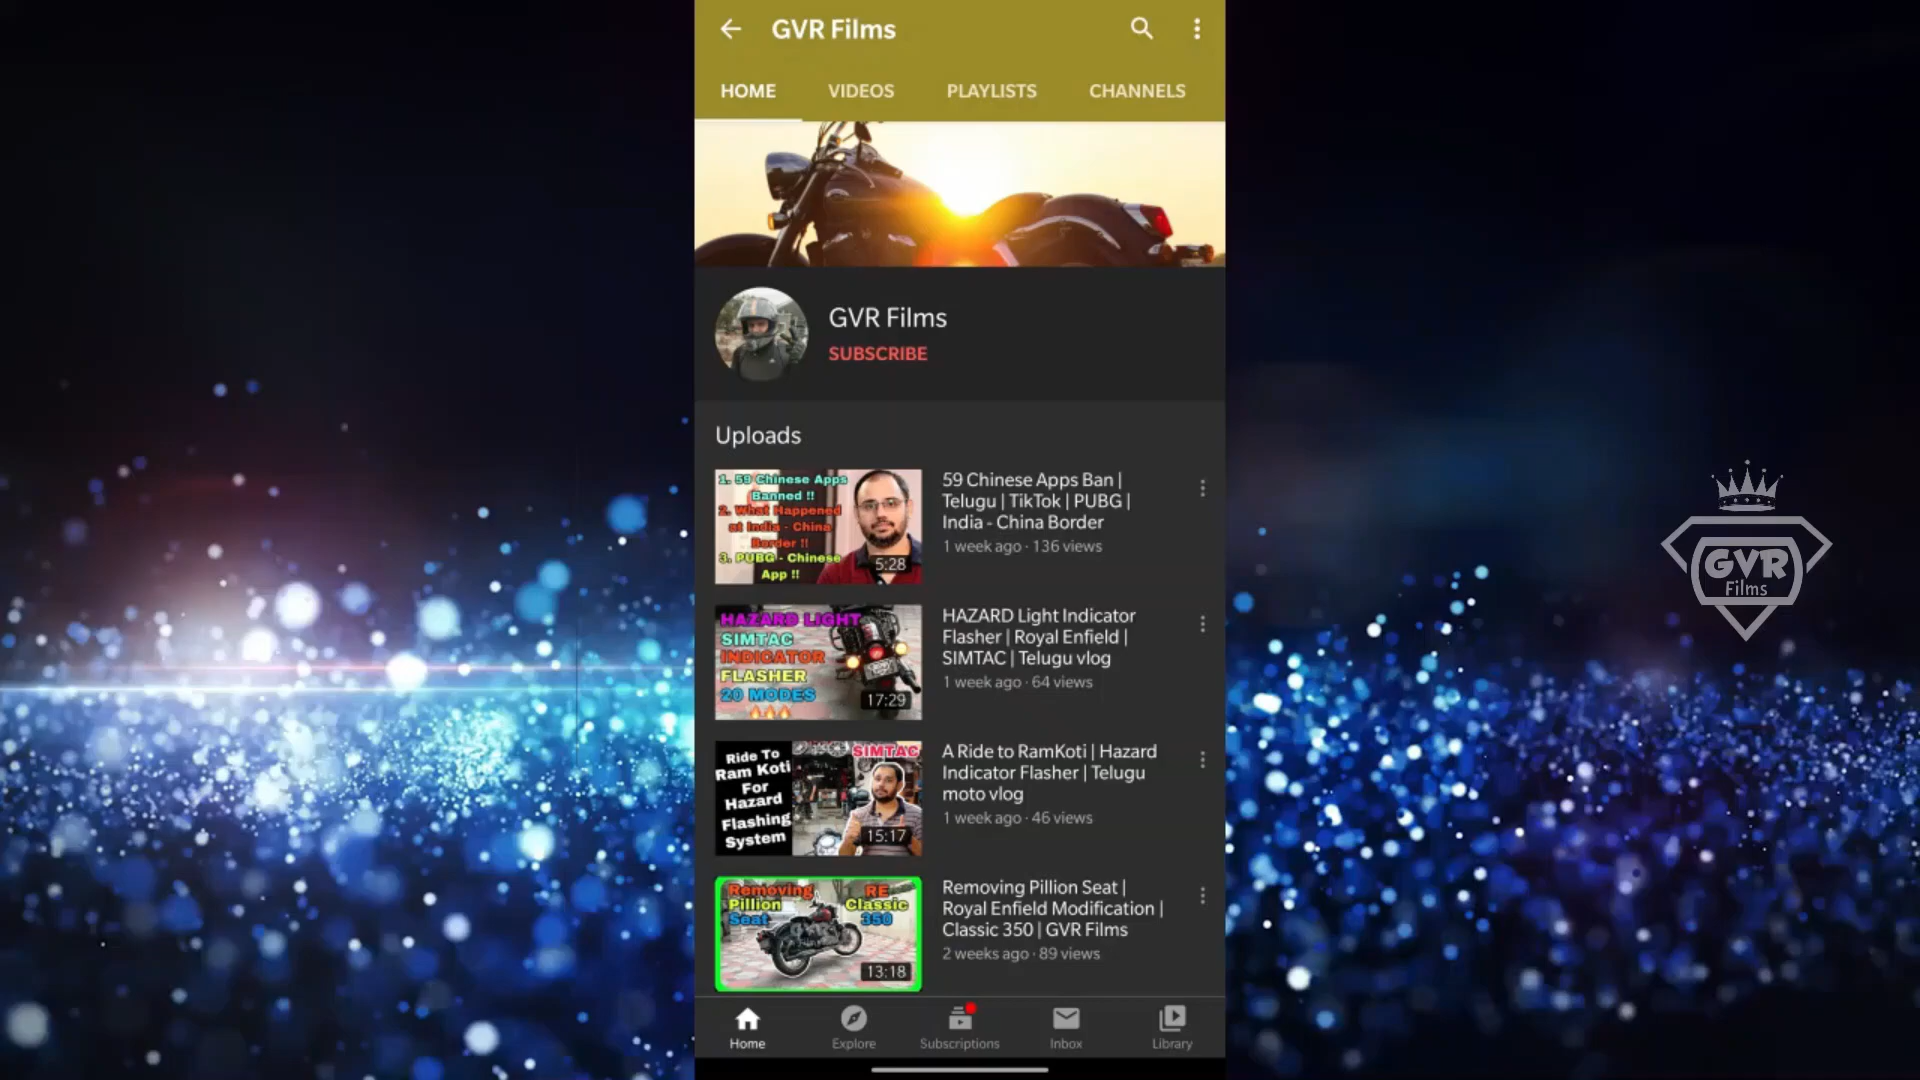 GVR Films
HOME VIDEOS PLAYLISTS CHANNELS
GVR Films
SUBSCRIBE
Uploads
1. 59 Chinese Apps
Banned !!
2. What Happened
at India - China
Border !!
3. PUBG - Chinese
App !!
5:28
59 Chinese Apps Ban |
Telugu | TikTok | PUBG |
India - China Border
1 week ago · 136 views
HAZARD LIGHT
SIMTAC
INDICATOR
FLASHER
20 MODES
17:29
HAZARD Light Indicator
Flasher | Royal Enfield |
SIMTAC | Telugu vlog
1 week ago · 64 views
Ride To
Ram Koti
For
Hazard
Flashing
System
SIMTAC
15:17
A Ride to RamKoti | Hazard
Indicator Flasher | Telugu
moto vlog
1 week ago · 46 views
Removing
Pillion
Seat
RE
Classic
350
GVR
13:18
Removing Pillion Seat |
Royal Enfield Modification |
Classic 350 | GVR Films
2 weeks ago · 89 views
Home Explore Subscriptions Inbox Library
GVR
Films